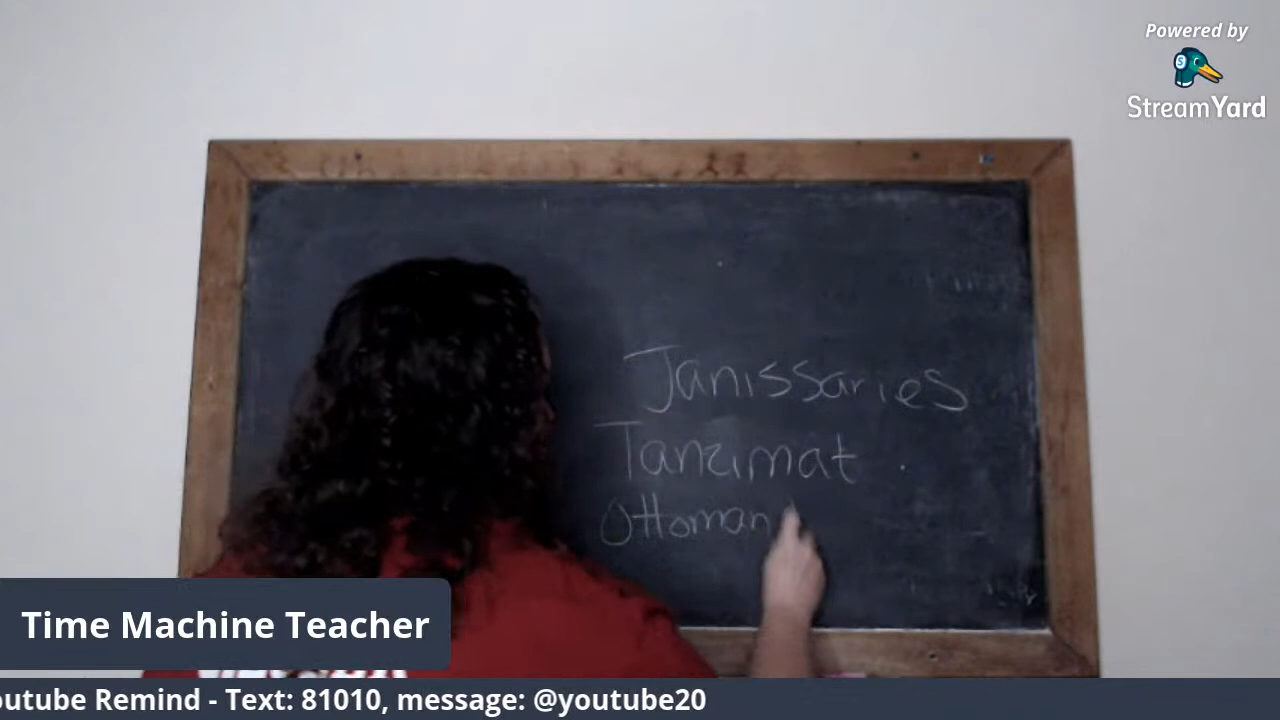 Powered by
StreamYard
Janissaries
Tanzimat
Ottoman
Time Machine Teacher
outube Remind - Text: 81010, message: @youtube20